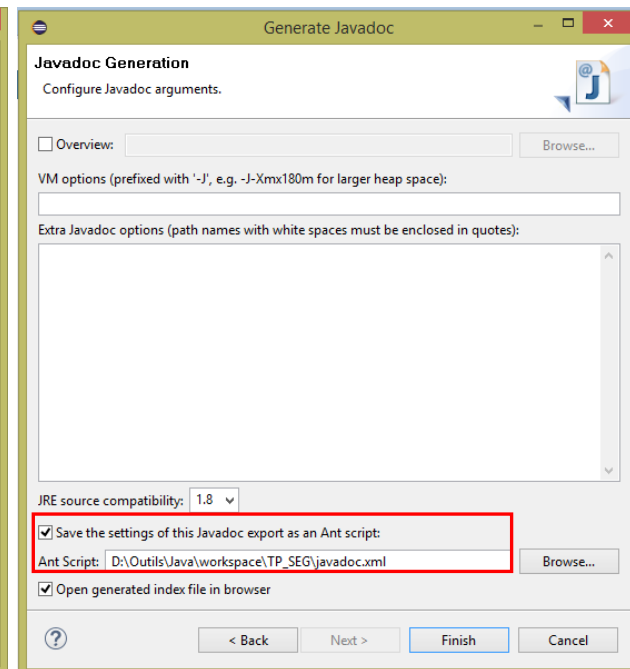 Generate Javadoc
Javadoc Generation
Configure Javadoc arguments.
@
J
Overview:
Browse...
VM options (prefixed with '-J', e.g. -J-Xmx180m for larger heap space):
Extra Javadoc options (path names with white spaces must be enclosed in quotes):
JRE source compatibility: 1.8
Save the settings of this Javadoc export as an Ant script:
Ant Script: D:\Outils\Java\workspace\TP_SEG\javadoc.xml Browse...
Open generated index file in browser
? < Back Next > Finish Cancel